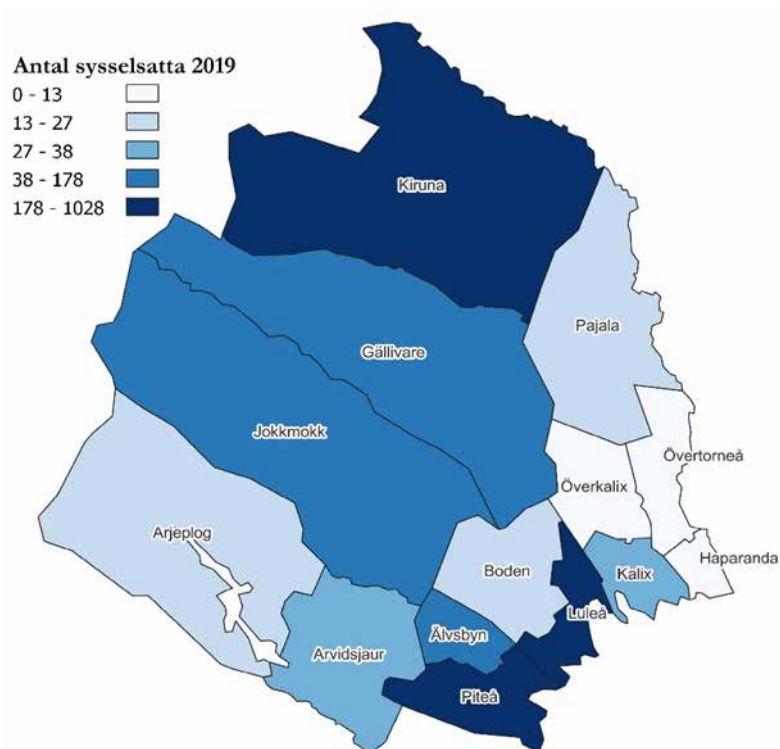 Antal sysselsatta 2019
0 - 13
13 - 27
27 - 38
38 - 178
178 - 1028
Kiruna
Pajala
Gällivare
Jokkmokk
Övertorneå
Överkalix
Arjeplog
Haparanda
Boden
Kalix
Luleå
Älvsbyn
Arvidsjaur
Piteå